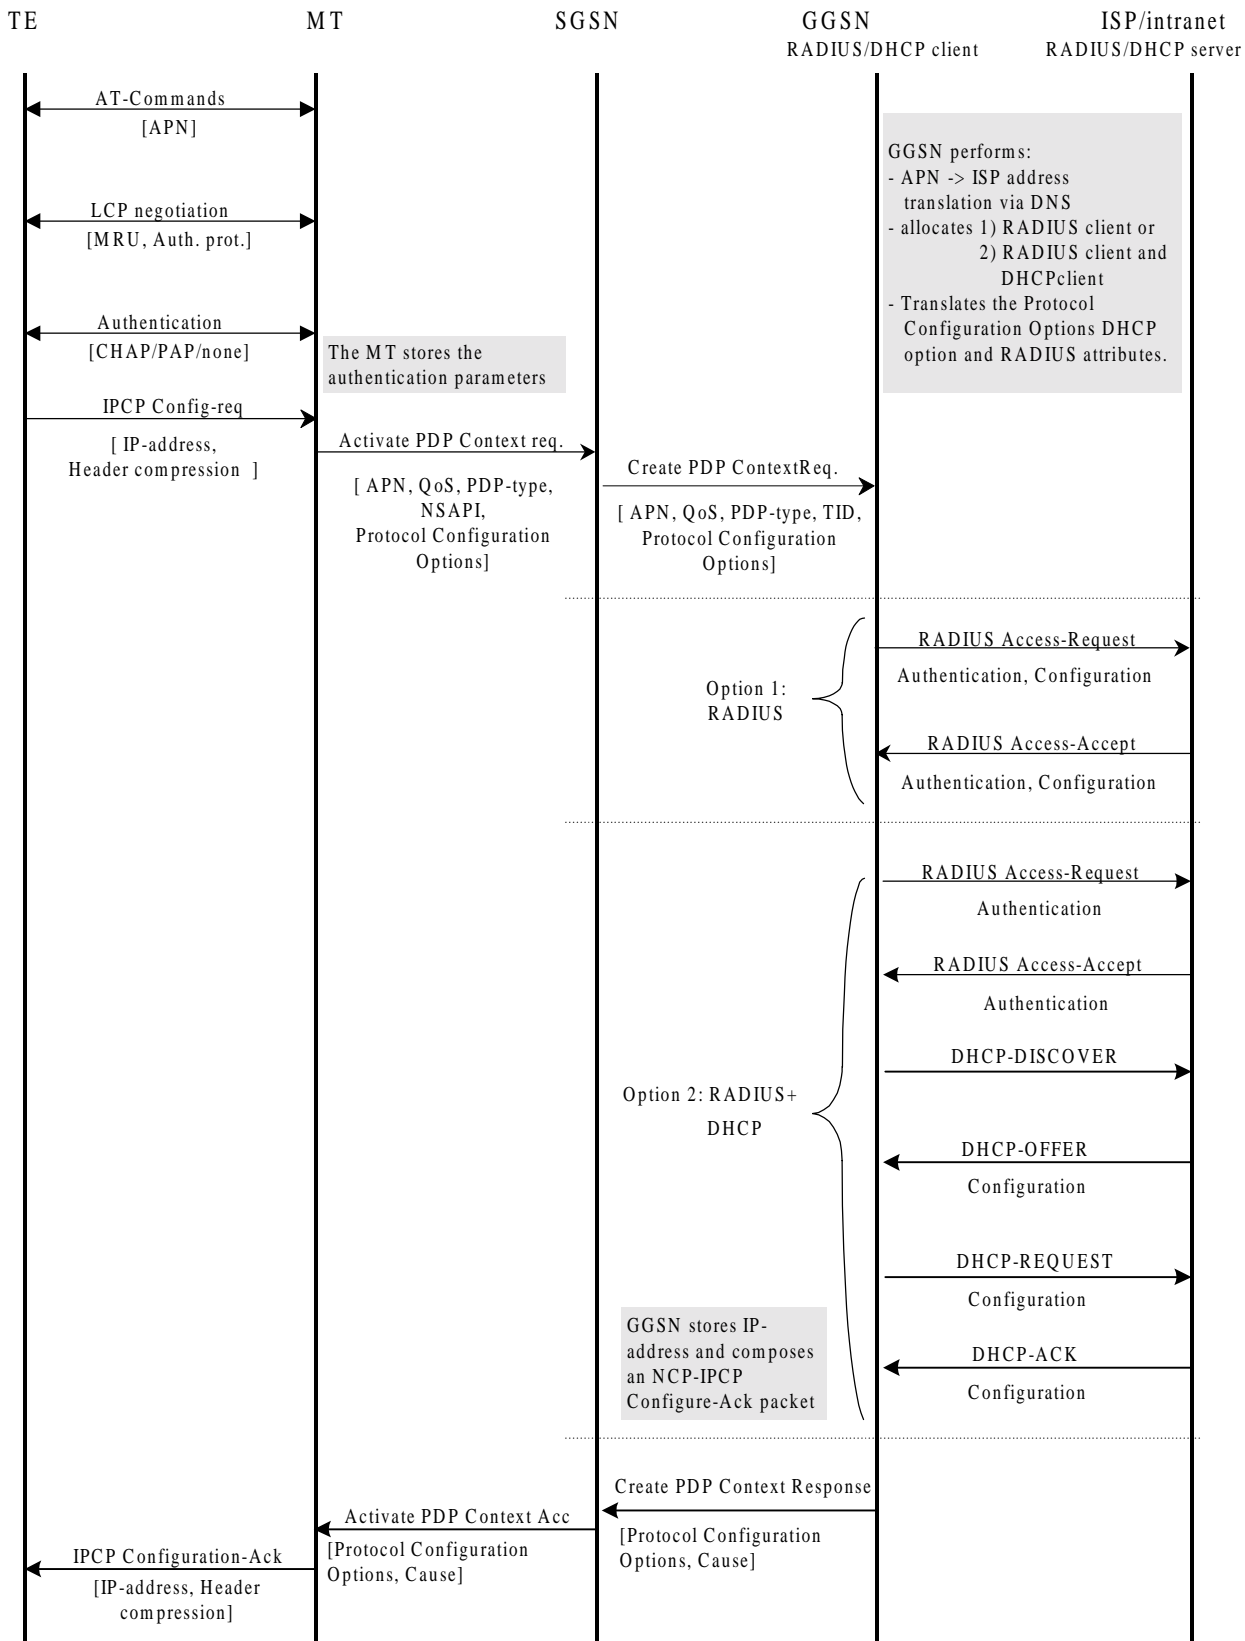 TE
MT
SGSN
GGSN
RADIUS/DHCP client
ISP/intranet
RADIUS/DHCP server
AT-Commands
[APN]
LCP negotiation
[MRU, Auth. prot.]
Authentication
[CHAP/PAP/none]
The MT stores the
authentication parameters
GGSN performs:
- APN -> ISP address
translation via DNS
- allocates 1) RADIUS client or
2) RADIUS client and
DHCPclient
- Translates the Protocol
Configuration Options DHCP
option and RADIUS attributes.
IPCP Config-req
[ IP-address,
Header compression ]
Activate PDP Context req.
[ APN, QoS, PDP-type,
NSAPI,
Protocol Configuration
Options]
Create PDP ContextReq.
[ APN, QoS, PDP-type, TID,
Protocol Configuration
Options]
Option 1:
RADIUS
RADIUS Access-Request
Authentication, Configuration
RADIUS Access-Accept
Authentication, Configuration
Option 2: RADIUS+
DHCP
RADIUS Access-Request
Authentication
RADIUS Access-Accept
Authentication
DHCP-DISCOVER
DHCP-OFFER
Configuration
DHCP-REQUEST
Configuration
DHCP-ACK
Configuration
GGSN stores IP-
address and composes
an NCP-IPCP
Configure-Ack packet
Create PDP Context Response
[Protocol Configuration
Options, Cause]
Activate PDP Context Acc
[Protocol Configuration
Options, Cause]
IPCP Configuration-Ack
[IP-address, Header
compression]